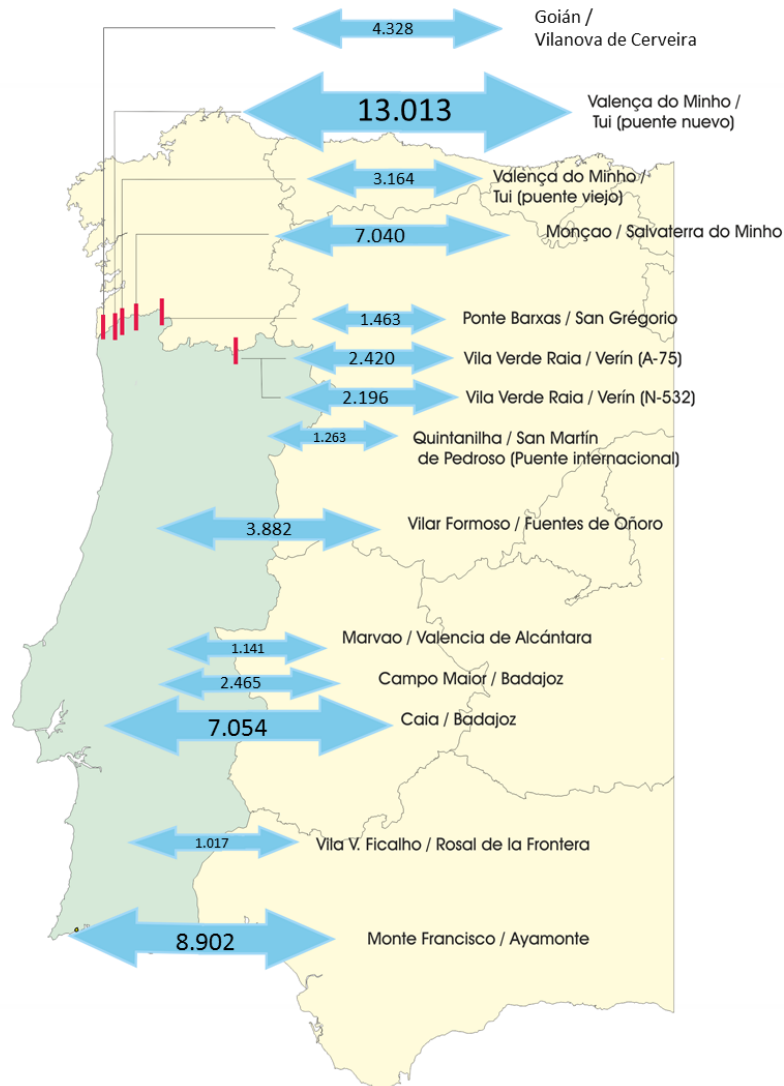 4.328
Goián /
Vilanova de Cerveira
13.013
Valença do Minho /
Tui (puente nuevo)
3.164
Valença do Minho /
Tui (puente viejo)
7.040
Monçao / Salvaterra do Minho
1.463
Ponte Barxas / San Grégorio
2.420
Vila Verde Raia / Verín (A-75)
2.196
Vila Verde Raia / Verín (N-532)
1.263
Quintanilha / San Martín
de Pedroso (Puente internacional)
3.882
Vilar Formoso / Fuentes de Oñoro
1.141
Marvao / Valencia de Alcántara
2.465
Campo Maior / Badajoz
7.054
Caia / Badajoz
1.017
Vila V. Ficalho / Rosal de la Frontera
8.902
Monte Francisco / Ayamonte